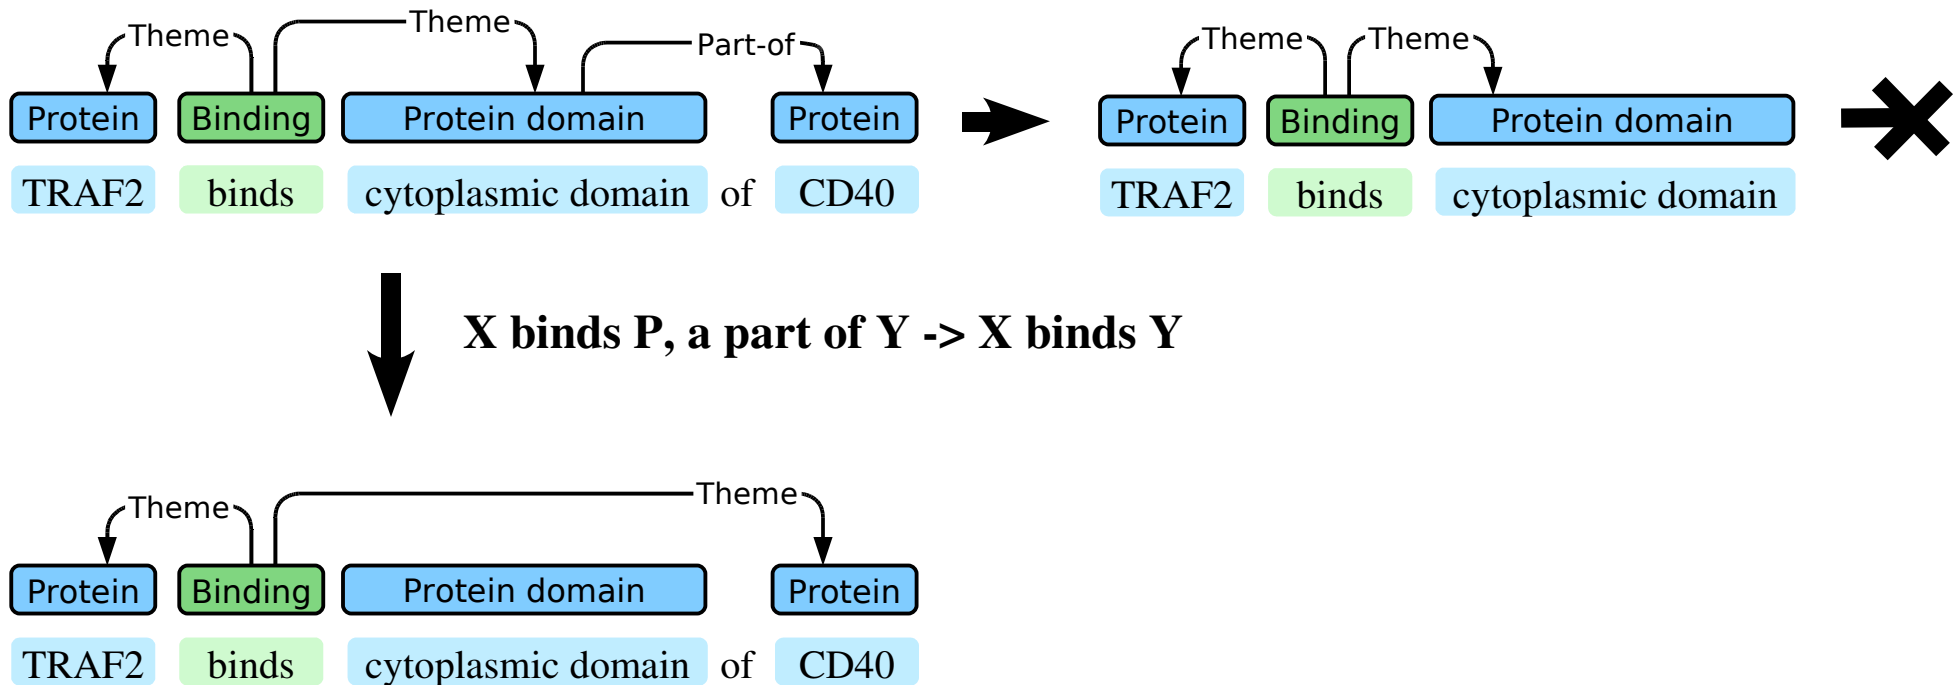 Theme Theme Part-of
Protein Binding Protein domain Protein
TRAF2 binds cytoplasmic domain of CD40
Theme Theme
Protein Binding Protein domain
TRAF2 binds cytoplasmic domain
X binds P, a part of Y -> X binds Y
Theme Theme
Protein Binding Protein domain Protein
TRAF2 binds cytoplasmic domain of CD40